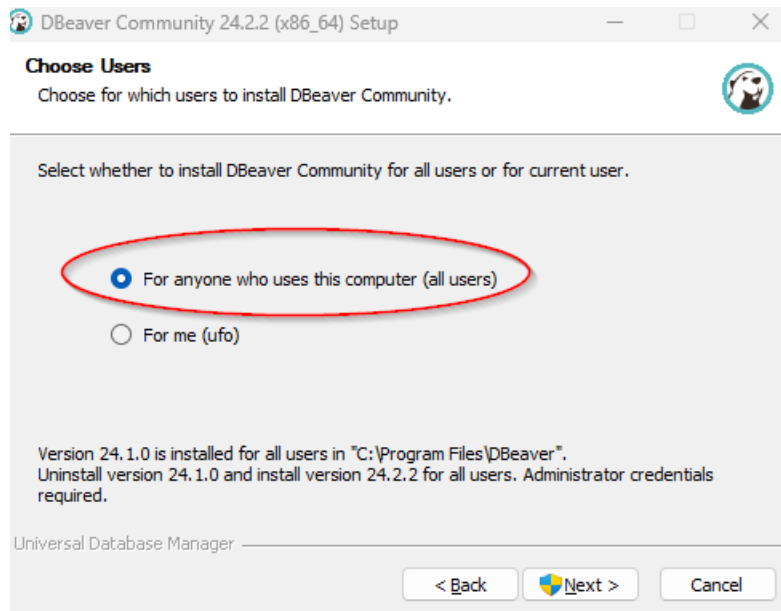 DBeaver Community 24.2.2 (x86_64) Setup
Choose Users
Choose for which users to install DBeaver Community.
Select whether to install DBeaver Community for all users or for current user.
For anyone who uses this computer (all users)
For me (ufo)
Version 24.1.0 is installed for all users in "C:\Program Files\DBeaver".
Uninstall version 24.1.0 and install version 24.2.2 for all users. Administrator credentials
required.
Universal Database Manager
< Back Next > Cancel